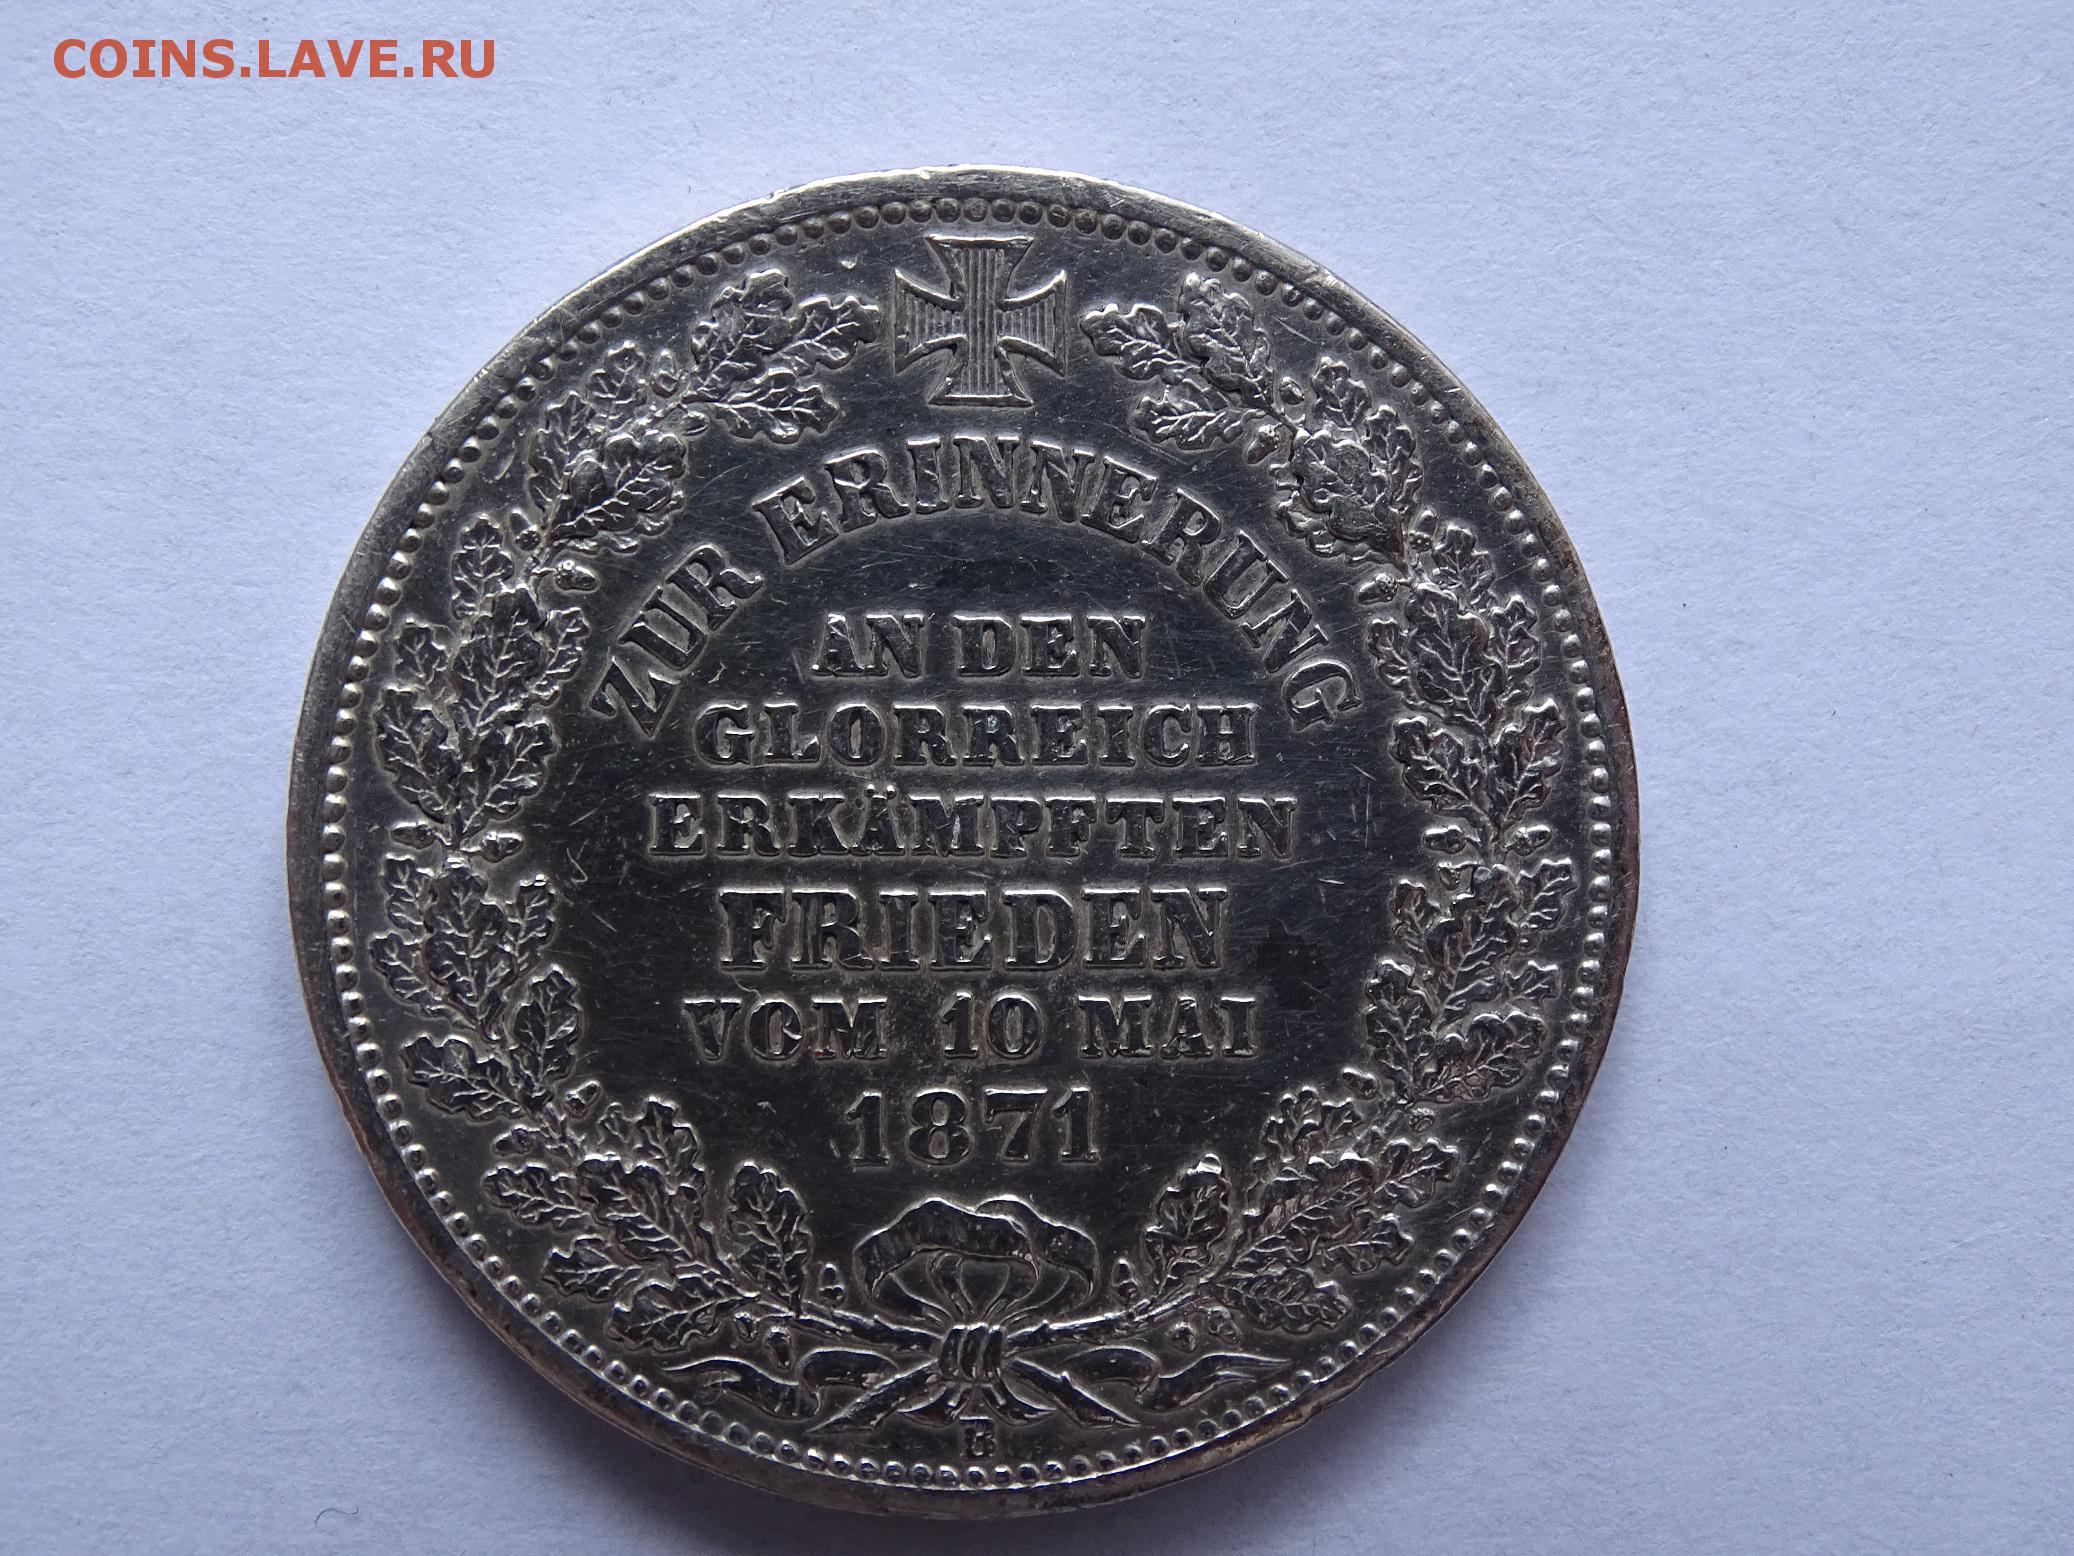 COINS.LAVE.RU
ZUR ERINNERUNG
AN DEN
GLORREICH
ERKÄMPFTEN
FRIEDEN
VOM 10 MAI
1871
B